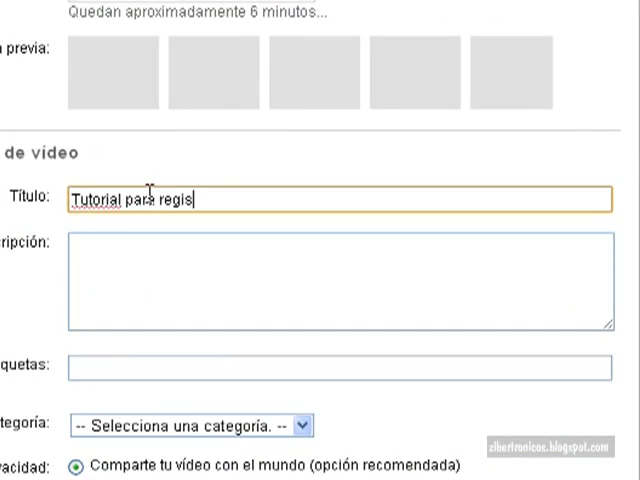 Quedan aproximadamente 6 minutos...
previa:
de vídeo
Título:
Tutorial para regis
ripción:
quetas:
tegoría:
-- Selecciona una categoría. --
vacidad:
Comparte tu vídeo con el mundo (opción recomendada)
zibertronicos.blogspot.com